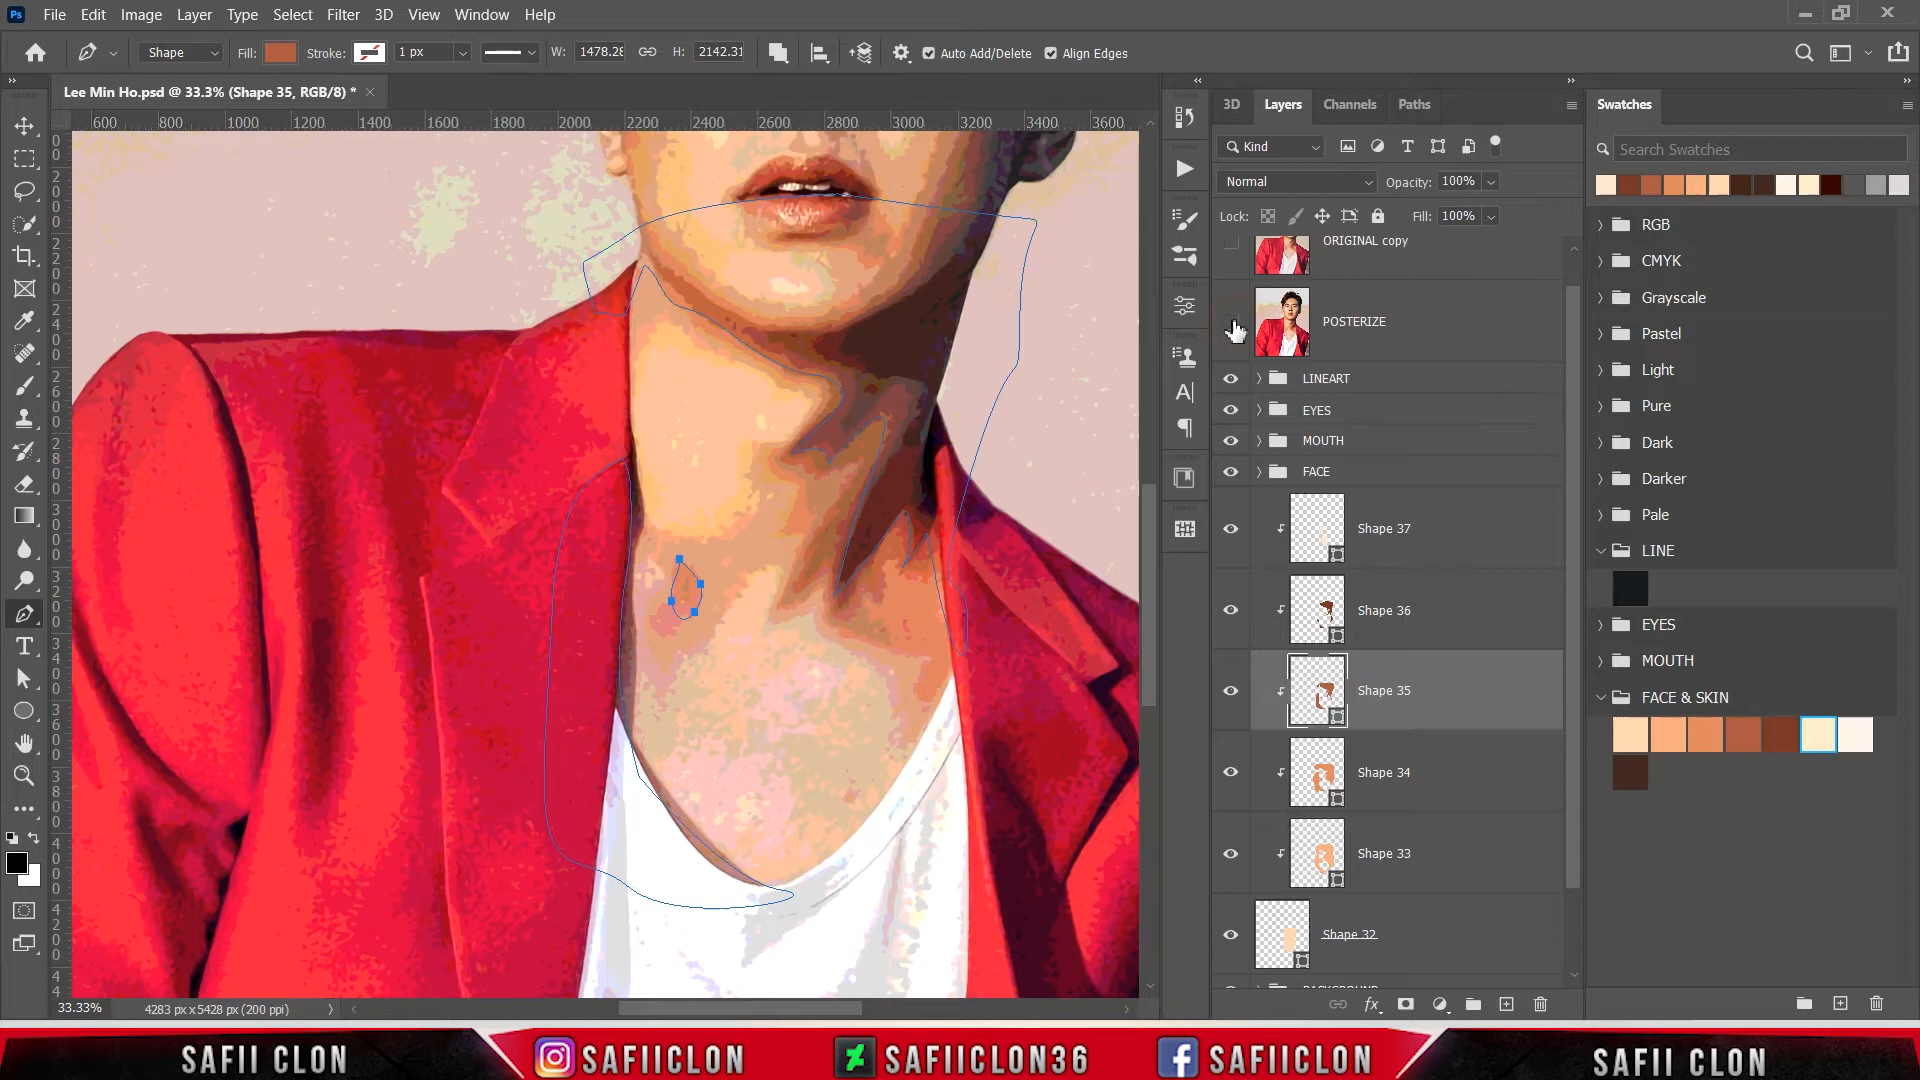 Ps File Edit Image Layer Type Select Filter 3D View Window Help
Shape Fill: Stroke: 1 px W: 1478.28 H: 2142.31 Auto Add/Delete Align Edges
Lee Min Ho.psd @ 33.3% (Shape 35, RGB/8) *
600 800 1000 1200 1400 1600 1800 2000 2200 2400 2600 2800 3000 3200 3400 3600
3D Layers Channels Paths
Swatches
Kind
Search Swatches
Normal Opacity: 100%
Lock: Fill: 100%
ORIGINAL copy
POSTERIZE
LINEART
EYES
MOUTH
FACE
Shape 37
Shape 36
Shape 35
Shape 34
Shape 33
Shape 32
BACKGROUND
RGB
CMYK
Grayscale
Pastel
Light
Pure
Dark
Darker
Pale
LINE
EYES
MOUTH
FACE & SKIN
33.33% 4283 px x 5428 px (200 ppi)
SAFII CLON SAFIICLON SAFIICLON36 SAFIICLON SAFII CLON